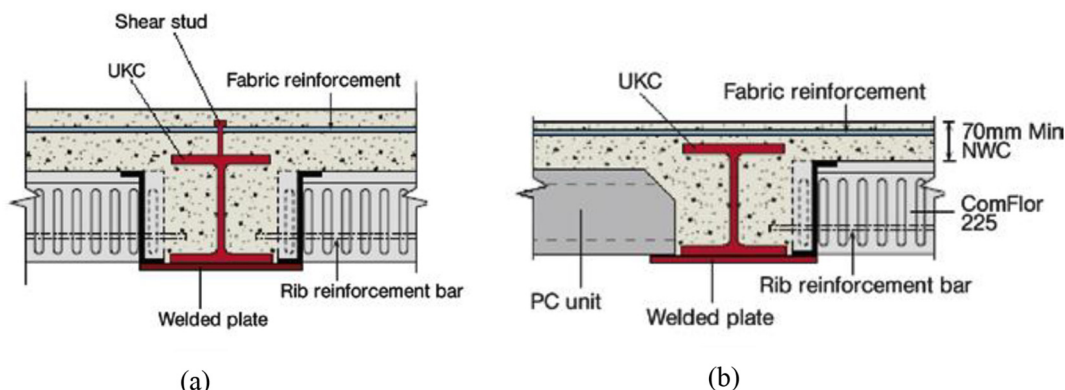 Shear stud
UKC
Fabric reinforcement
Rib reinforcement bar
Welded plate
(a)
UKC
Fabric reinforcement
70mm Min
NWC
ComFlor
225
Rib reinforcement bar
PC unit
Welded plate
(b)